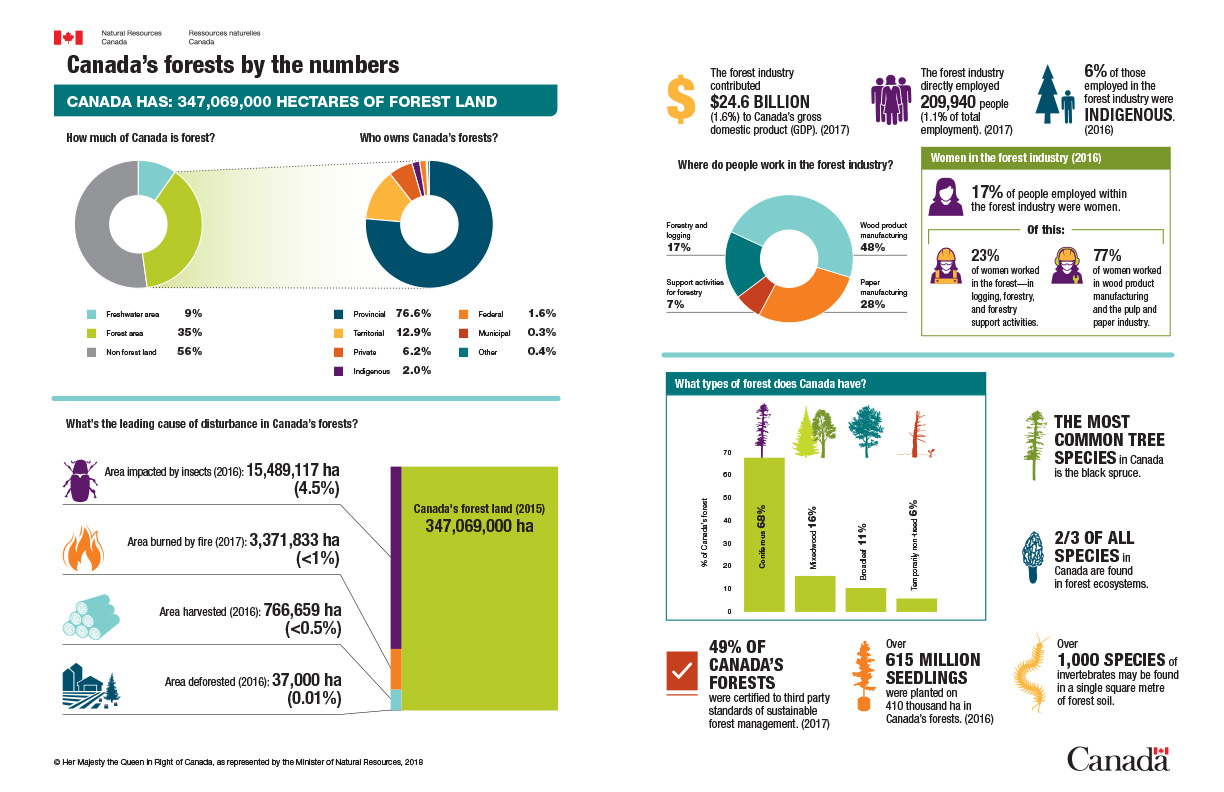 Natural Resources
Canada
Ressources naturelles
Canada
Canada's forests by the numbers
CANADA HAS: 347,069,000 HECTARES OF FOREST LAND
How much of Canada is forest?
Freshwater area 9%
Forest area 35%
Non forest land 56%
Who owns Canada's forests?
Provincial 76.6%
Territorial 12.9%
Private 6.2%
Indigenous 2.0%
Federal 1.6%
Municipal 0.3%
Other 0.4%
What's the leading cause of disturbance in Canada's forests?
Area impacted by insects (2016): 15,489,117 ha
(4.5%)
Area burned by fire (2017): 3,371,833 ha
(<1%)
Area harvested (2016): 766,659 ha
(<0.5%)
Area deforested (2016): 37,000 ha
(0.01%)
Canada's forest land (2015)
347,069,000 ha
© Her Majesty the Queen in Right of Canada, as represented by the Minister of Natural Resources, 2018
$
The forest industry
contributed
$24.6 BILLION
(1.6%) to Canada's gross
domestic product (GDP). (2017)
The forest industry
directly employed
209,940 people
(1.1% of total
employment). (2017)
6% of those
employed in the
forest industry were
INDIGENOUS.
(2016)
Where do people work in the forest industry?
Forestry and
logging
17%
Support activities
for forestry
7%
Wood product
manufacturing
48%
Paper
manufacturing
28%
Women in the forest industry (2016)
17% of people employed within
the forest industry were women.
Of this:
23%
of women worked
in the forest—in
logging, forestry,
and forestry
support activities.
77%
of women worked
in wood product
manufacturing
and the pulp and
paper industry.
What types of forest does Canada have?
% of Canada's forest
70
60
50
40
30
20
10
0
Coniferous 68%
Mixedwood 16%
Broadleaf 11%
Temporarily non-treed 6%
THE MOST
COMMON TREE
SPECIES in Canada
is the black spruce.
2/3 OF ALL
SPECIES in
Canada are found
in forest ecosystems.
49% OF
CANADA'S
FORESTS
were certified to third party
standards of sustainable
forest management. (2017)
Over
615 MILLION
SEEDLINGS
were planted on
410 thousand ha in
Canada's forests. (2016)
Over
1,000 SPECIES of
invertebrates may be found
in a single square metre
of forest soil.
Canada